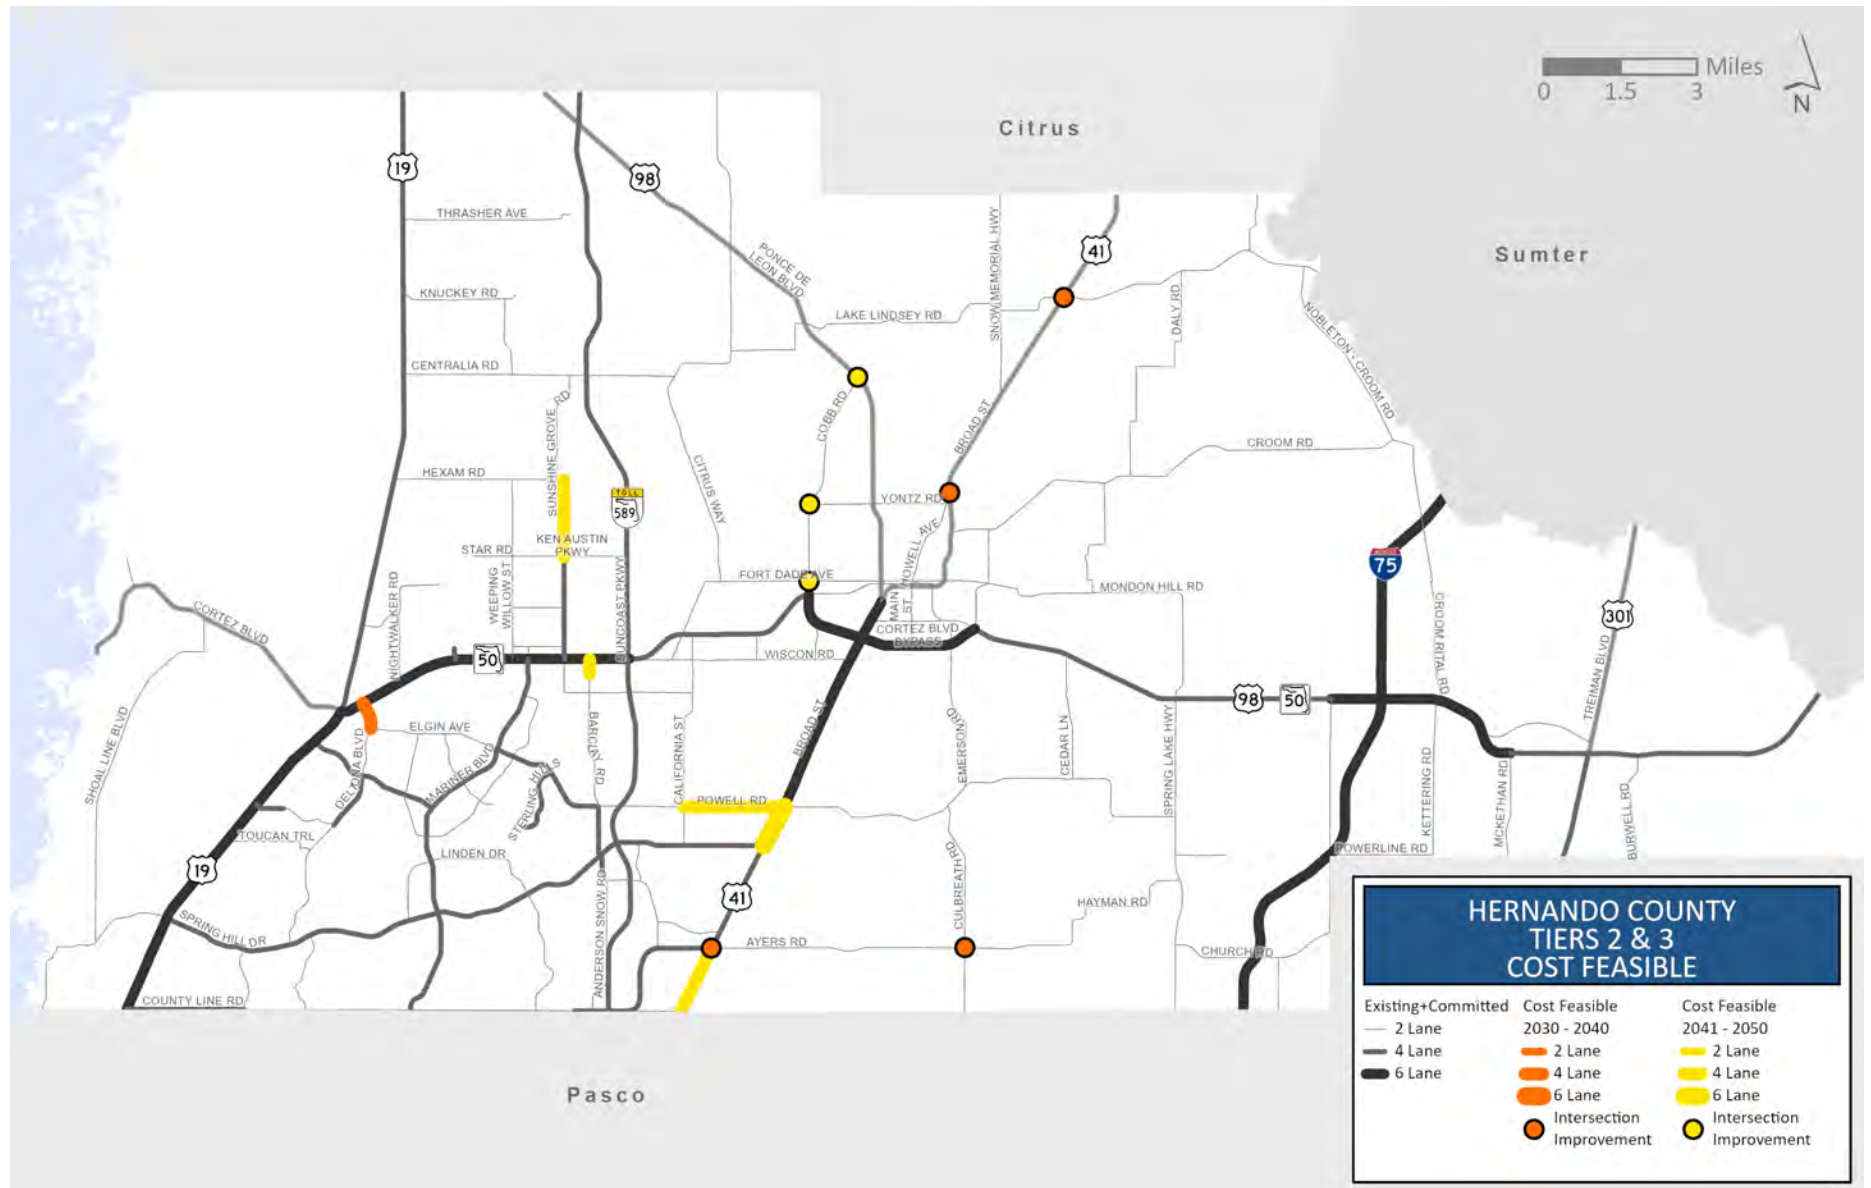 Citrus
Miles
0 1.5 3
N
Sumter
19
98
THRASHER AVE
PONCE DE
LEON BLVD
SNOW MEMORIAL HWY
41
KNUCKEY RD
LAKE LINDSEY RD
DALY RD
NOBLETON - CROOM RD
CENTRALIA RD
SUNSHINE GROVE RD
COBB RD
BROAD ST
CROOM RD
HEXAM RD
CITRUS WAY
TOLL
589
YONTZ RD
KEN AUSTIN
PKWY
STAR RD
HOWELL AVE
WEEPING
WILLOW ST
FORT DADE AVE
MONDON HILL RD
75
CROOM RITAL RD
301
TREIMAN BLVD
CORTEZ BLVD
NIGHTWALKER RD
SUNCOAST PKWY
MAIN
ST
CORTEZ BLVD
BYPASS
50
WISCON RD
98
50
SHOAL LINE BLVD
ELGIN AVE
DELTONA BLVD
MARINER BLVD
BARCLAY RD
CALIFORNIA ST
BROAD ST
EMERSON RD
CEDAR LN
SPRING LAKE HWY
KETTERING RD
MCKETHAN RD
BURWELL RD
STERLING HILLS
POWELL RD
TOUCAN TRL
LINDEN DR
POWERLINE RD
19
41
CULBREATH RD
HAYMAN RD
SPRING HILL DR
ANDERSON SNOW RD
AYERS RD
CHURCH RD
COUNTY LINE RD
Pasco
HERNANDO COUNTY
TIERS 2 & 3
COST FEASIBLE
Existing+Committed
2 Lane
4 Lane
6 Lane
Cost Feasible
2030 - 2040
2 Lane
4 Lane
6 Lane
Intersection
Improvement
Cost Feasible
2041 - 2050
2 Lane
4 Lane
6 Lane
Intersection
Improvement